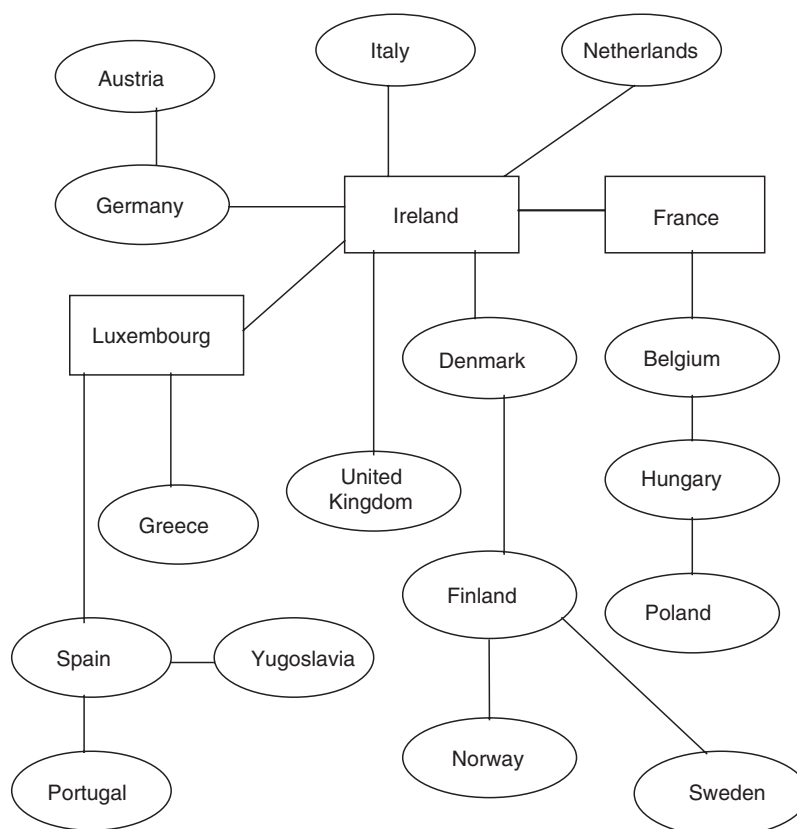 Italy
Netherlands
Austria
Germany
Ireland
France
Luxembourg
Denmark
Belgium
United
Kingdom
Hungary
Greece
Finland
Poland
Spain
Yugoslavia
Norway
Portugal
Sweden